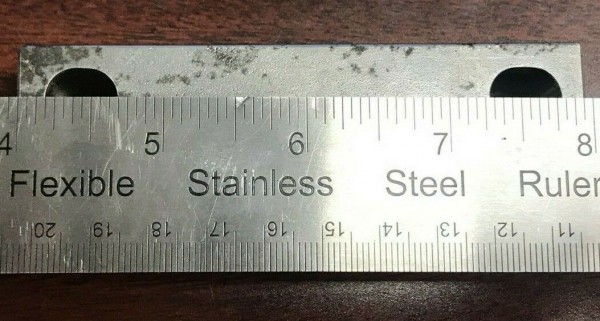 4 5 6 7 8
Flexible Stainless Steel Ruler
20 19 18 17 16 15 14 13 12 11